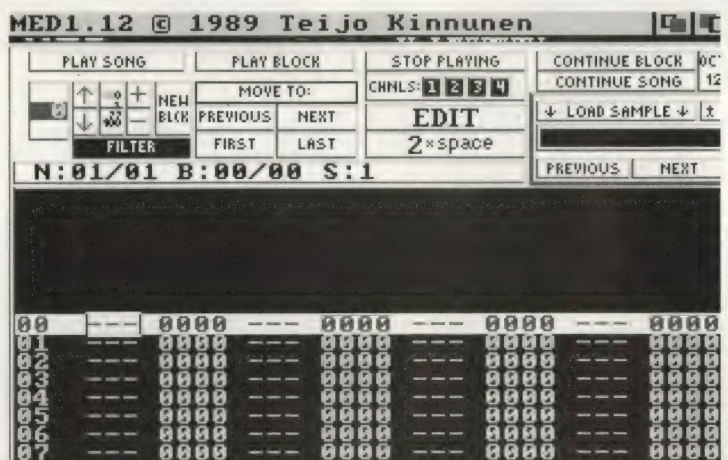 MED1.12 © 1989 Teijo Kinnunen
PLAY SONG PLAY BLOCK STOP PLAYING CONTINUE BLOCK OCT
CONTINUE SONG 12
MOVE TO: CHNLS: 1 2 3 4
NEW BLCK PREVIOUS NEXT EDIT ↓ LOAD SAMPLE ↓
FILTER FIRST LAST 2×space
PREVIOUS NEXT
N:01/01 B:00/00 S:1
00 --- 0000 --- 0000 --- 0000 --- 0000
01 --- 0000 --- 0000 --- 0000 --- 0000
02 --- 0000 --- 0000 --- 0000 --- 0000
03 --- 0000 --- 0000 --- 0000 --- 0000
04 --- 0000 --- 0000 --- 0000 --- 0000
05 --- 0000 --- 0000 --- 0000 --- 0000
06 --- 0000 --- 0000 --- 0000 --- 0000
07 --- 0000 --- 0000 --- 0000 --- 0000